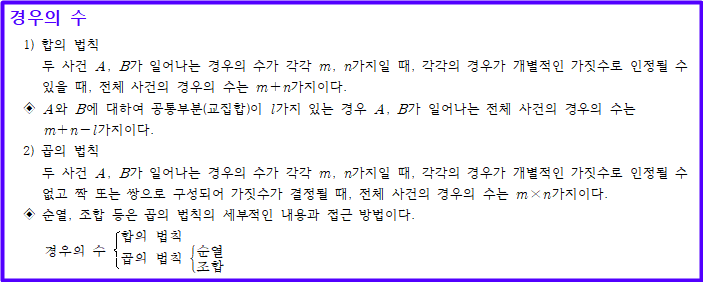 경우의 수
1) 합의 법칙
두 사건 A, B가 일어나는 경우의 수가 각각 m, n가지일 때, 각각의 경우가 개별적인 가짓수로 인정될 수
있을 때, 전체 사건의 경우의 수는 m+n가지이다.
◈ A와 B에 대하여 공통부분(교집합)이 l가지 있는 경우 A, B가 일어나는 전체 사건의 경우의 수는
m+n-l가지이다.
2) 곱의 법칙
두 사건 A, B가 일어나는 경우의 수가 각각 m, n가지일 때, 각각의 경우가 개별적인 가짓수로 인정될 수
없고 짝 또는 쌍으로 구성되어 가짓수가 결정될 때, 전체 사건의 경우의 수는 m×n가지이다.
◈ 순열, 조합 등은 곱의 법칙의 세부적인 내용과 접근 방법이다.
경우의 수
합의 법칙
곱의 법칙
순열
조합